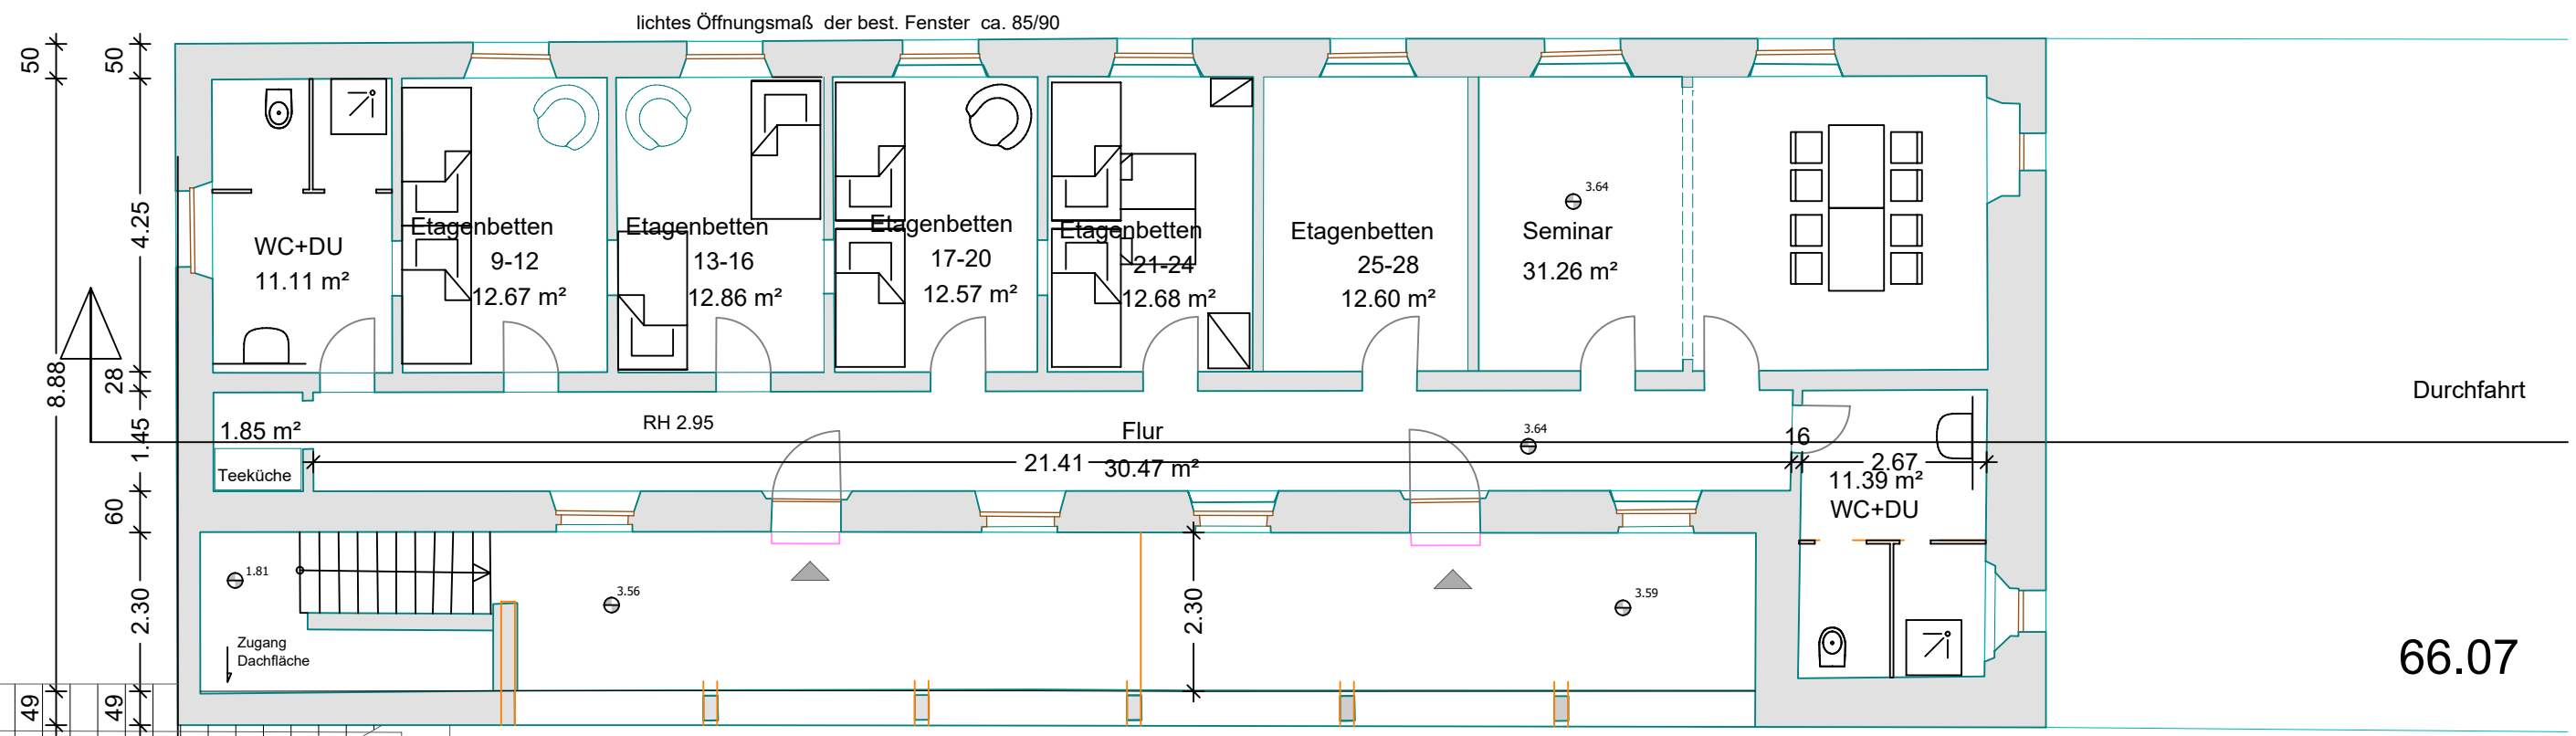 lichtes Öffnungsmaß der best. Fenster ca. 85/90
50
50
4.25
8.88
28
1.45
60
2.30
49
49
WC+DU
11.11 m²
Etagenbetten
9-12
12.67 m²
Etagenbetten
13-16
12.86 m²
Etagenbetten
17-20
12.57 m²
Etagenbetten
21-24
12.68 m²
Etagenbetten
25-28
12.60 m²
3.64
Seminar
31.26 m²
Durchfahrt
1.85 m²
Teeküche
RH 2.95
Flur
21.41
30.47 m²
3.64
16
2.67
11.39 m²
WC+DU
1.81
Zugang
Dachfläche
3.56
2.30
3.59
66.07